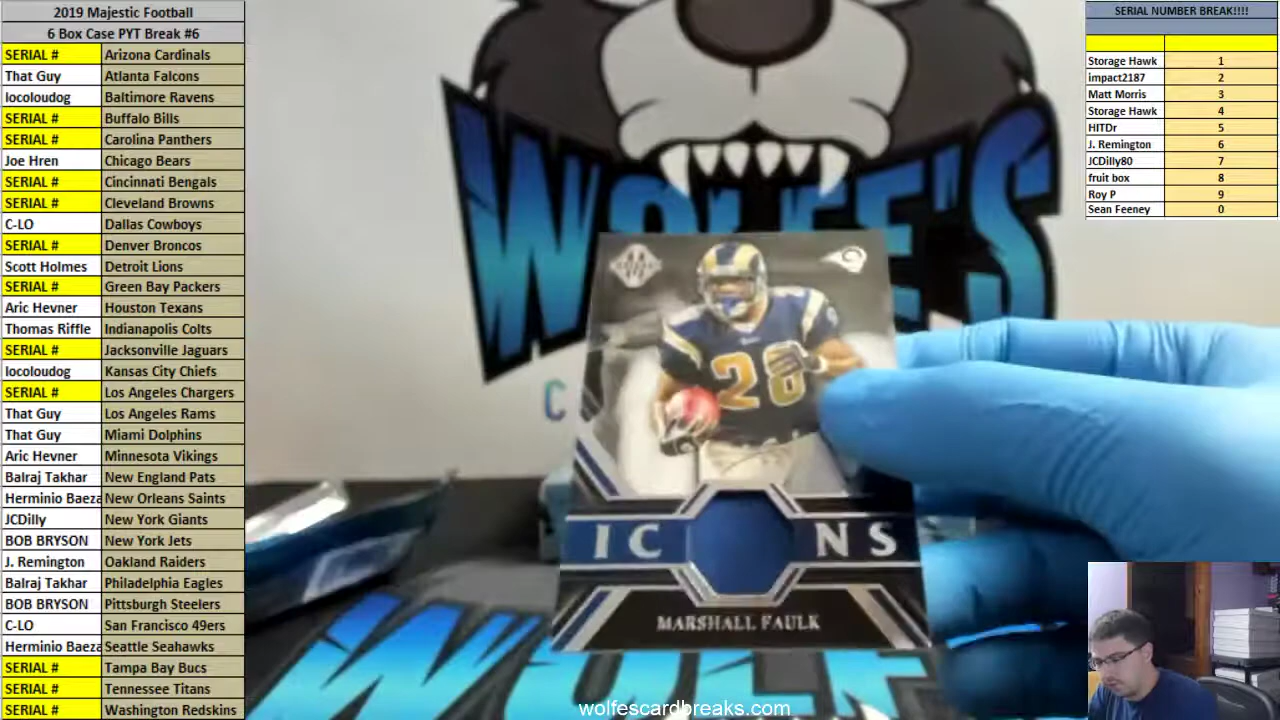 2019 Majestic Football
6 Box Case PYT Break #6
SERIAL # Arizona Cardinals
That Guy Atlanta Falcons
locoloudog Baltimore Ravens
SERIAL # Buffalo Bills
SERIAL # Carolina Panthers
Joe Hren Chicago Bears
SERIAL # Cincinnati Bengals
SERIAL # Cleveland Browns
C-LO Dallas Cowboys
SERIAL # Denver Broncos
Scott Holmes Detroit Lions
SERIAL # Green Bay Packers
Aric Hevner Houston Texans
Thomas Riffle Indianapolis Colts
SERIAL # Jacksonville Jaguars
locoloudog Kansas City Chiefs
SERIAL # Los Angeles Chargers
That Guy Los Angeles Rams
That Guy Miami Dolphins
Aric Hevner Minnesota Vikings
Balraj Takhar New England Pats
Herminio Baeza New Orleans Saints
JCDilly New York Giants
BOB BRYSON New York Jets
J. Remington Oakland Raiders
Balraj Takhar Philadelphia Eagles
BOB BRYSON Pittsburgh Steelers
C-LO San Francisco 49ers
Herminio Baeza Seattle Seahawks
SERIAL # Tampa Bay Bucs
SERIAL # Tennessee Titans
SERIAL # Washington Redskins
WOLFE'S
C
28
IC NS
MARSHALL FAULK
WOLF
wolfescardbreaks.com
SERIAL NUMBER BREAK!!!!
Storage Hawk 1
impact2187 2
Matt Morris 3
Storage Hawk 4
HITDr 5
J. Remington 6
JCDilly80 7
fruit box 8
Roy P 9
Sean Feeney 0